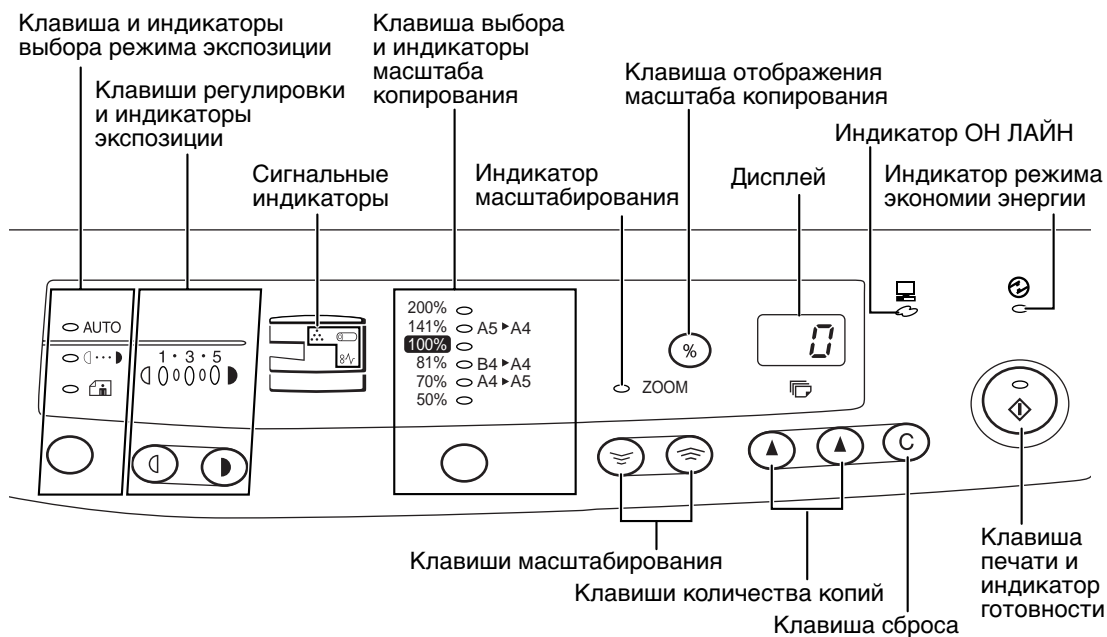 Клавиша и индикаторы
выбора режима экспозиции
Клавиши регулировки
и индикаторы
экспозиции
Сигнальные
индикаторы
Клавиша выбора
и индикаторы
масштаба
копирования
Индикатор
масштабирования
Клавиша отображения
масштаба копирования
Дисплей
Индикатор ОН ЛАЙН
Индикатор режима
экономии энергии
AUTO
1 • 3 • 5
200%
141% A5 ▸ A4
100%
81% B4 ▸ A4
70% A4 ▸ A5
50%
%
ZOOM
0
C
Клавиши масштабирования
Клавиши количества копий
Клавиша сброса
Клавиша
печати и
индикатор
готовности